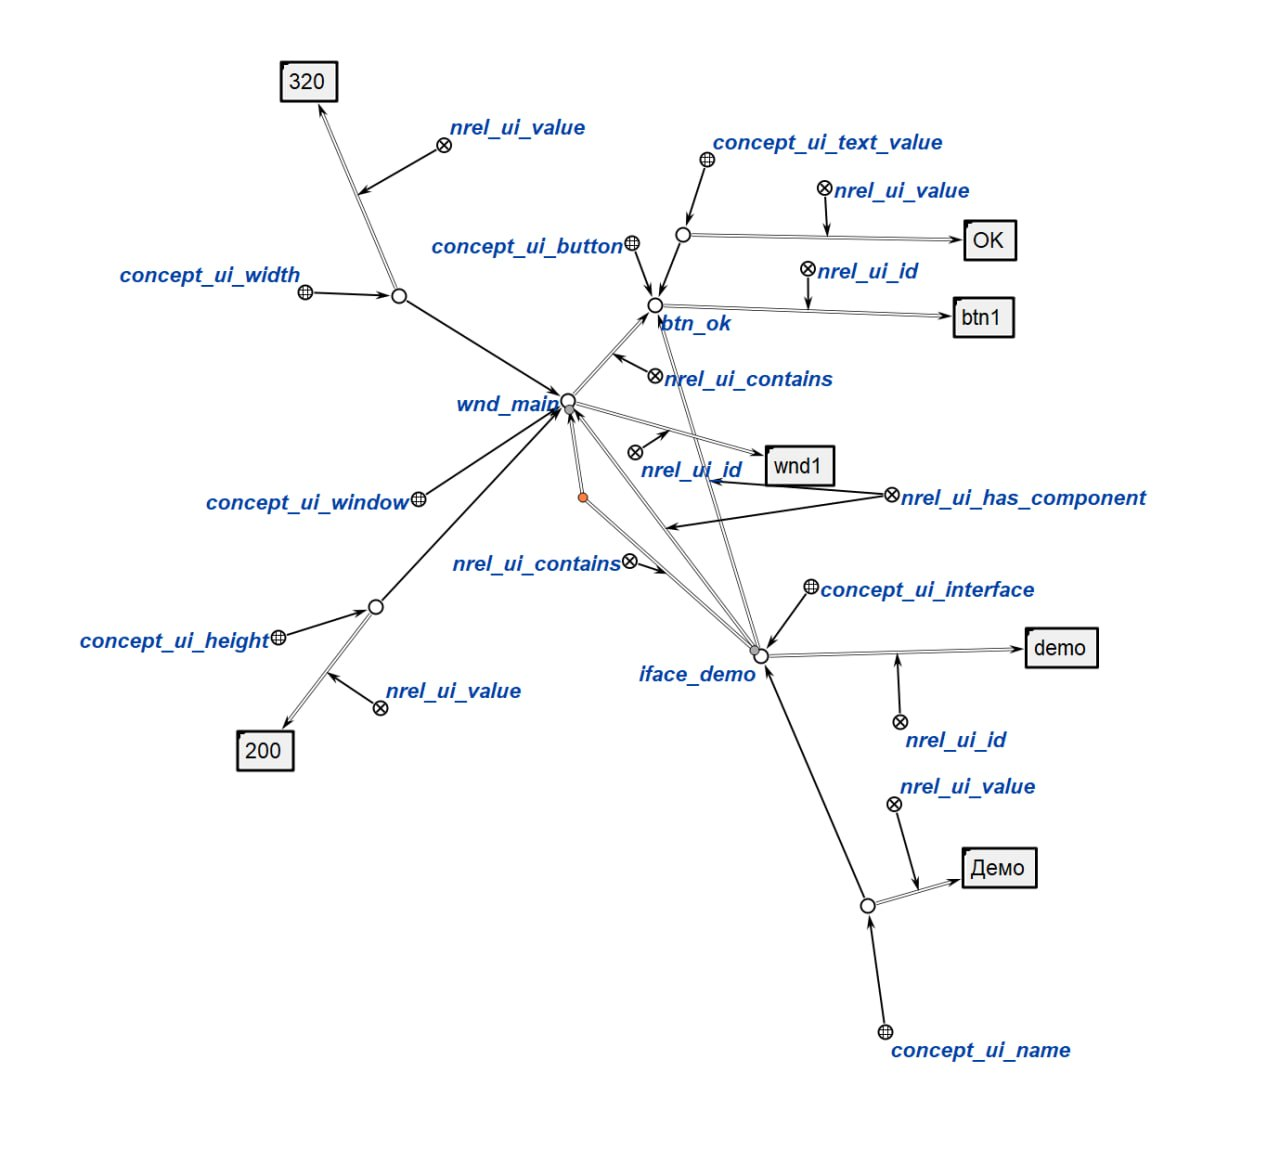 320
nrel_ui_value
concept_ui_text_value
nrel_ui_value
OK
concept_ui_button
nrel_ui_id
concept_ui_width
btn1
btn_ok
nrel_ui_contains
wnd_main
wnd1
nrel_ui_id
concept_ui_window
nrel_ui_has_component
nrel_ui_contains
concept_ui_interface
concept_ui_height
demo
iface_demo
nrel_ui_value
nrel_ui_id
200
nrel_ui_value
Демо
concept_ui_name